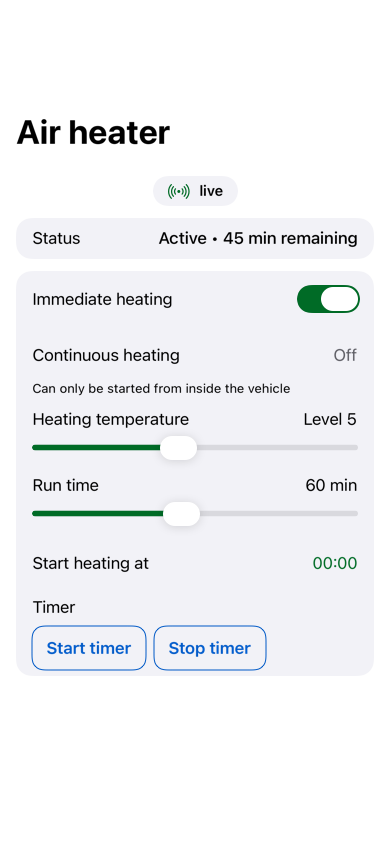 Air heater
live
Status Active • 45 min remaining
Immediate heating
Continuous heating Off
Can only be started from inside the vehicle
Heating temperature Level 5
Run time 60 min
Start heating at 00:00
Timer
Start timer Stop timer